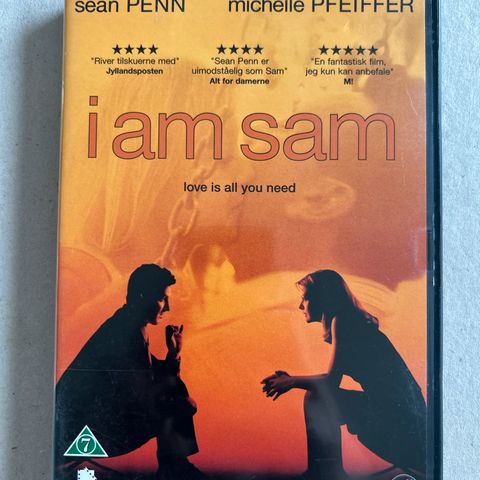 sean PENN michelle PFEIFFER
★★★★ ★★★★ ★★★★★
"River tilskuerne med" "Sean Penn er "En fantastisk film,
Jyllandsposten uimodståelig som Sam" jeg kun kan anbefale"
Alt for damerne M!
i am sam
love is all you need
7